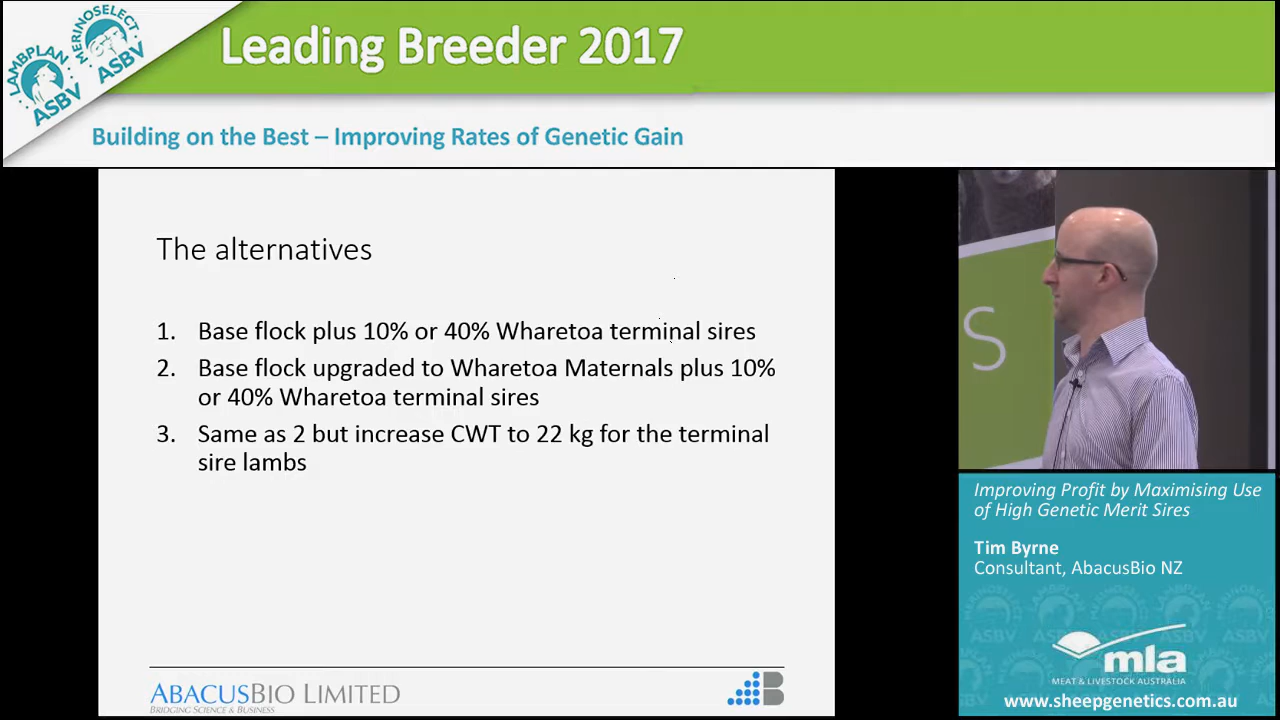 LAMBPLAN
ASBV
MERINOSELECT
ASBV
Leading Breeder 2017
Building on the Best – Improving Rates of Genetic Gain
The alternatives
1. Base flock plus 10% or 40% Wharetoa terminal sires
2. Base flock upgraded to Wharetoa Maternals plus 10%
or 40% Wharetoa terminal sires
3. Same as 2 but increase CWT to 22 kg for the terminal
sire lambs
ABACUSBIO LIMITED
BRIDGING SCIENCE & BUSINESS
B
S
Improving Profit by Maximising Use
of High Genetic Merit Sires
Tim Byrne
Consultant, AbacusBio NZ
mla
MEAT & LIVESTOCK AUSTRALIA
www.sheepgenetics.com.au